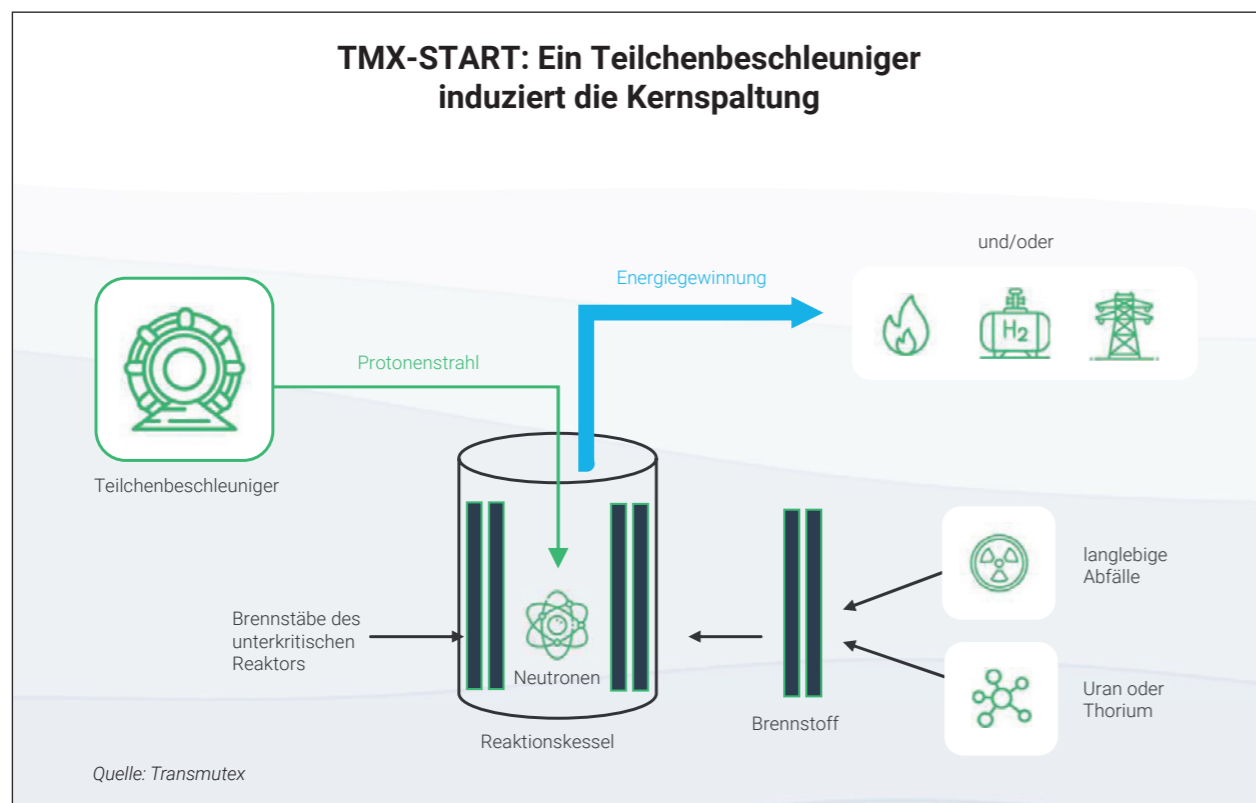 TMX-START: Ein Teilchenbeschleuniger
induziert die Kernspaltung
und/oder
Energiegewinnung
H2
Protonenstrahl
Teilchenbeschleuniger
langlebige
Abfälle
Brennstäbe des
unterkritischen
Reaktors
Neutronen
Uran oder
Thorium
Brennstoff
Reaktionskessel
Quelle: Transmutex